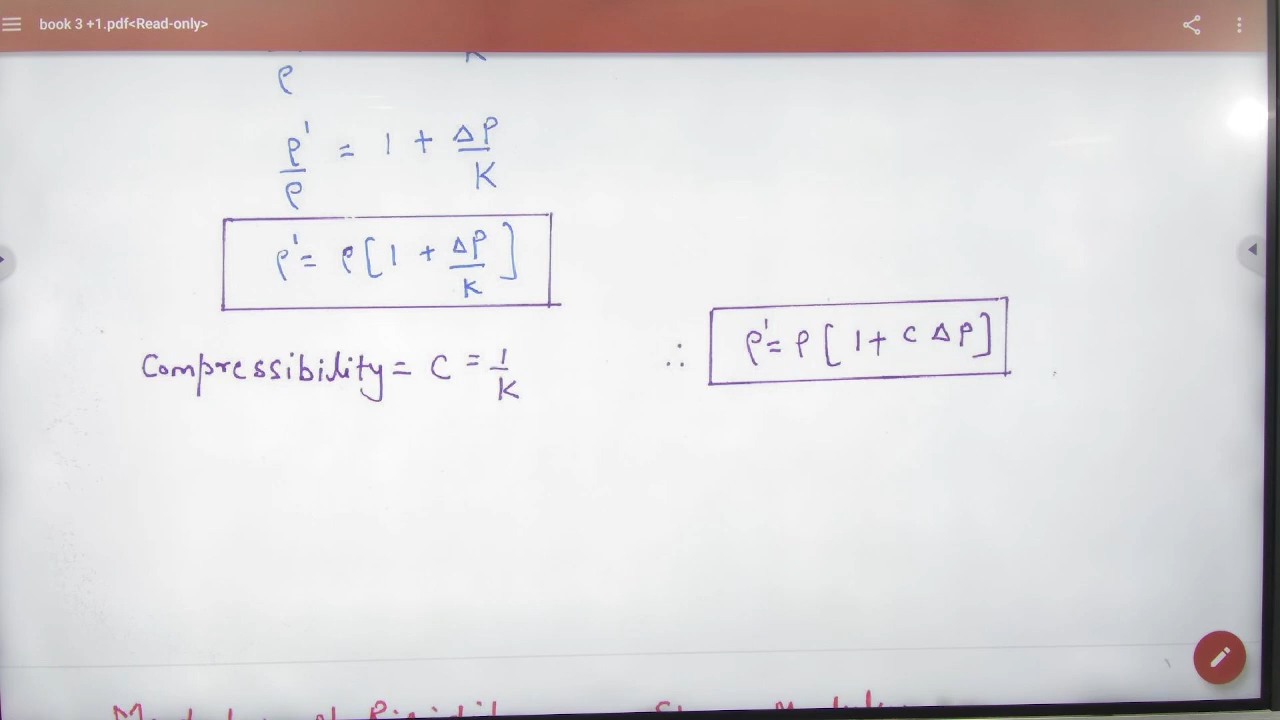 book 3 +1.pdf<Read-only>
ρ
K
ρ'/ρ = 1 + ΔP/K
ρ' = ρ[1 + ΔP/K]
Compressibility = C = 1/K
∴ ρ' = ρ[1 + C ΔP]